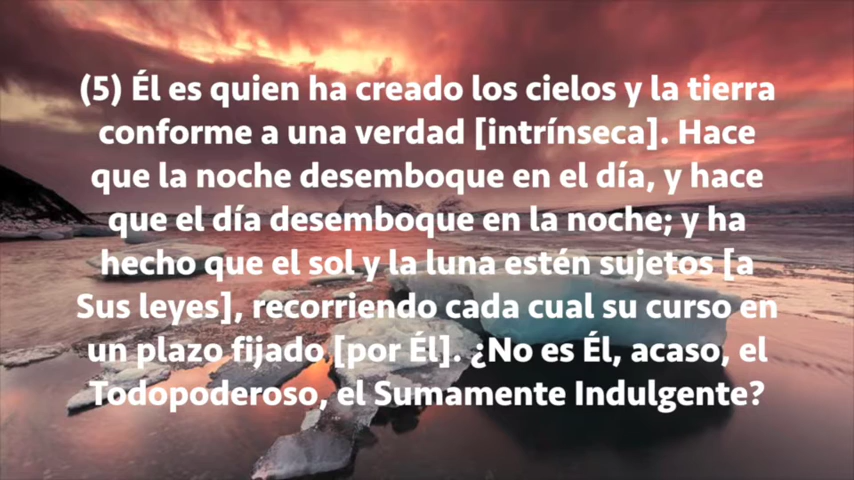 (5) Él es quien ha creado los cielos y la tierra
conforme a una verdad [intrínseca]. Hace
que la noche desemboque en el día, y hace
que el día desemboque en la noche; y ha
hecho que el sol y la luna estén sujetos [a
Sus leyes], recorriendo cada cual su curso en
un plazo fijado [por Él]. ¿No es Él, acaso, el
Todopoderoso, el Sumamente Indulgente?